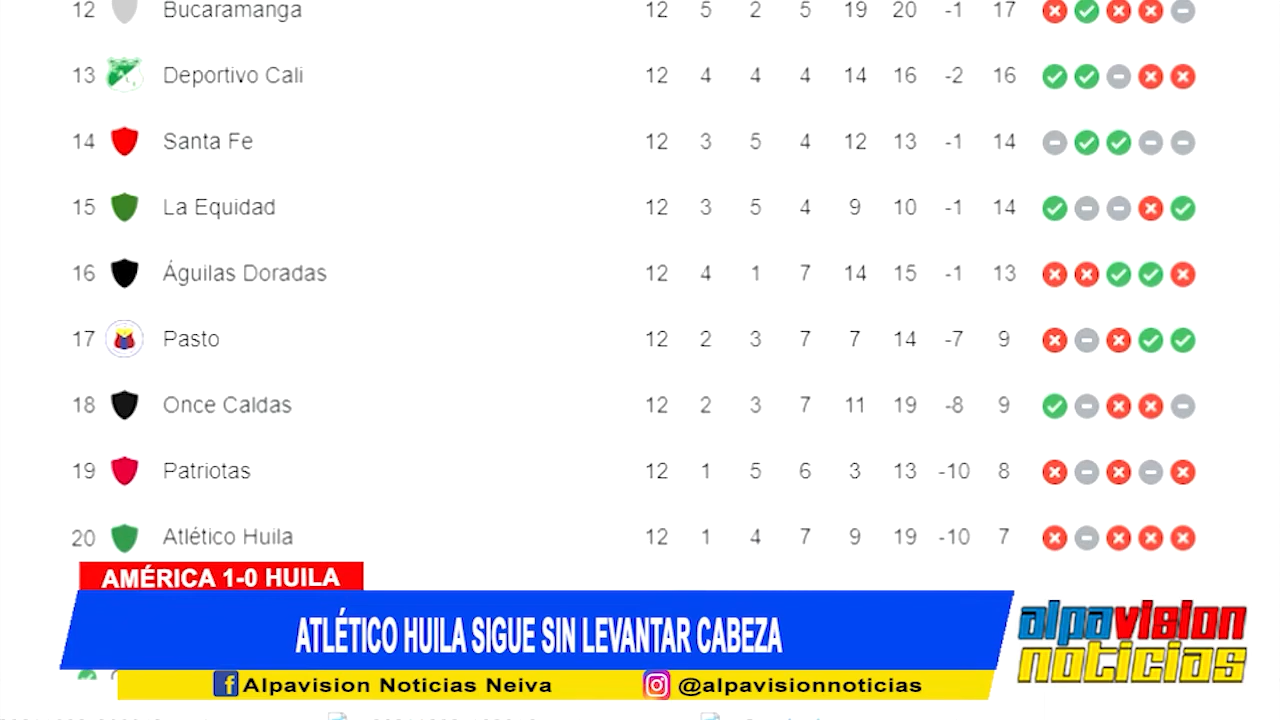 12 Bucaramanga 12 5 2 5 19 20 -1 17
13 Deportivo Cali 12 4 4 4 14 16 -2 16
14 Santa Fe 12 3 5 4 12 13 -1 14
15 La Equidad 12 3 5 4 9 10 -1 14
16 Águilas Doradas 12 4 1 7 14 15 -1 13
17 Pasto 12 2 3 7 7 14 -7 9
18 Once Caldas 12 2 3 7 11 19 -8 9
19 Patriotas 12 1 5 6 3 13 -10 8
20 Atlético Huila 12 1 4 7 9 19 -10 7
AMÉRICA 1-0 HUILA
ATLÉTICO HUILA SIGUE SIN LEVANTAR CABEZA
alpavision
noticias
Alpavision Noticias Neiva @alpavisionnoticias